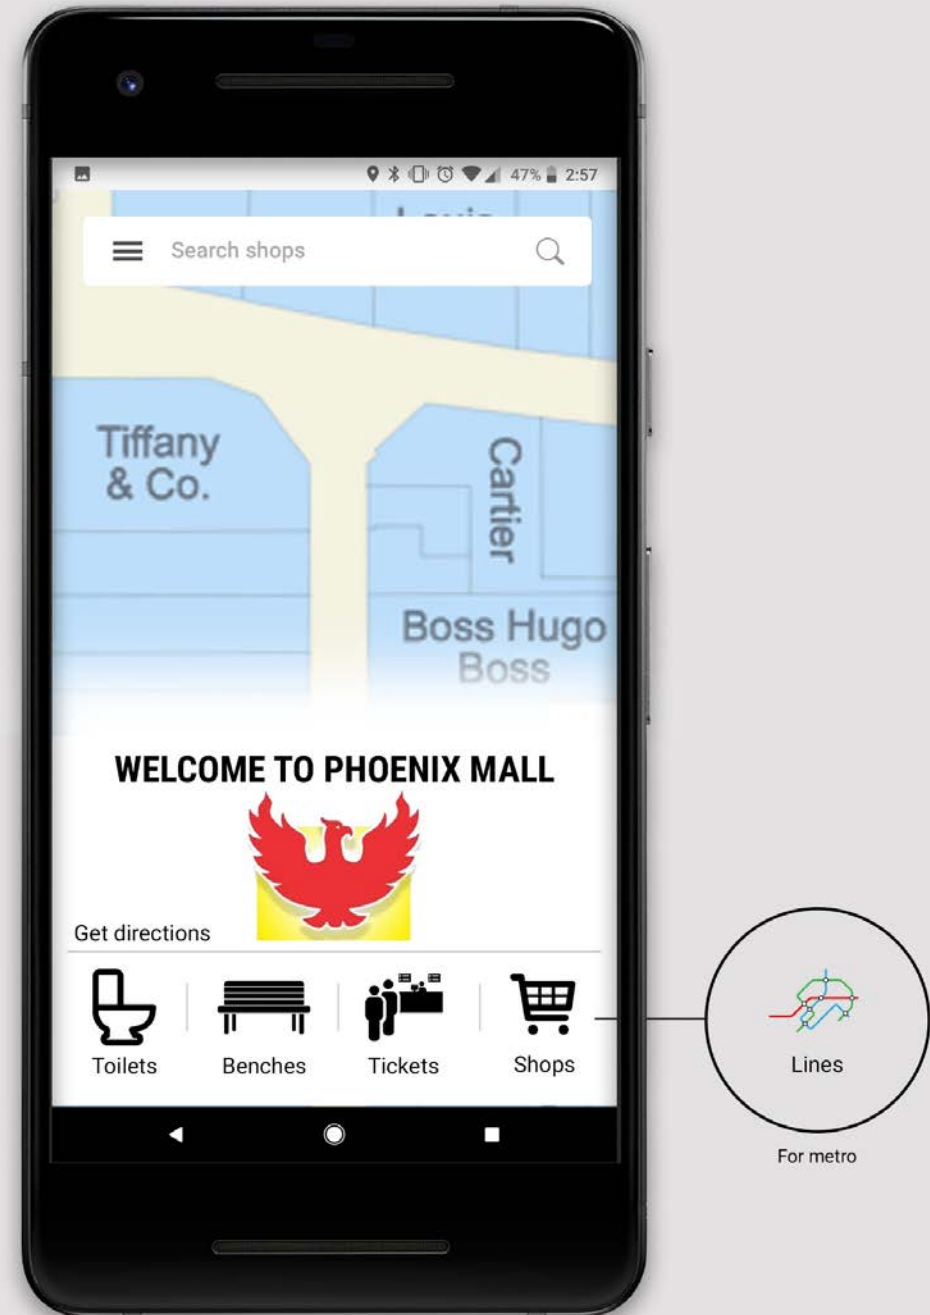 47% 2:57
Search shops
Tiffany
& Co.
Cartier
Boss Hugo
Boss
WELCOME TO PHOENIX MALL
Get directions
Toilets
Benches
Tickets
Shops
Lines
For metro